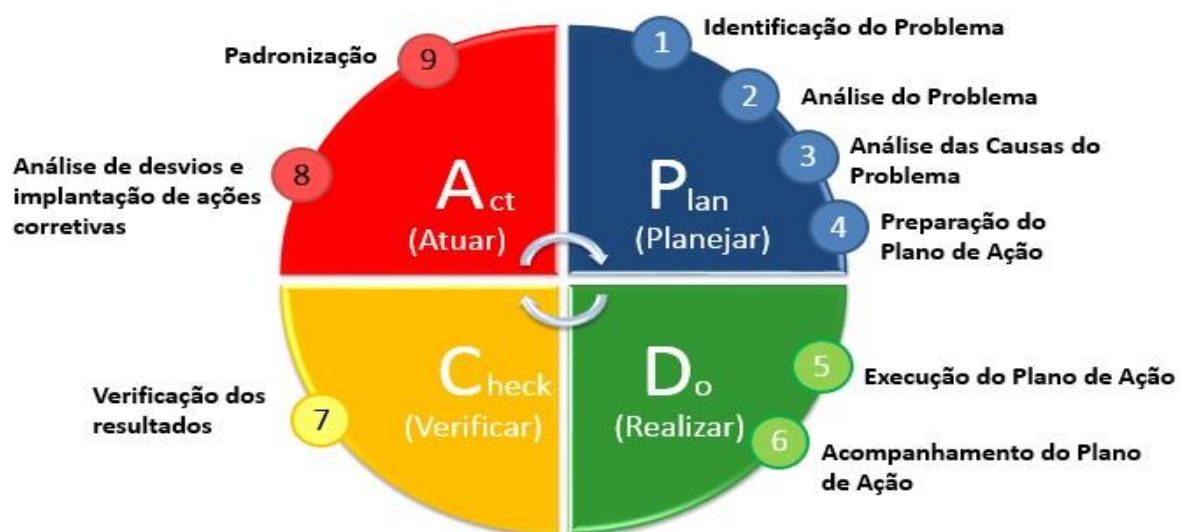 1
Identificação do Problema
2
Análise do Problema
3
Análise das Causas do
Problema
4
Preparação do
Plano de Ação
Plan
(Planejar)
5
Execução do Plano de Ação
6
Acompanhamento do Plano
de Ação
Do
(Realizar)
7
Verificação dos
resultados
Check
(Verificar)
8
Análise de desvios e
implantação de ações
corretivas
9
Padronização
Act
(Atuar)